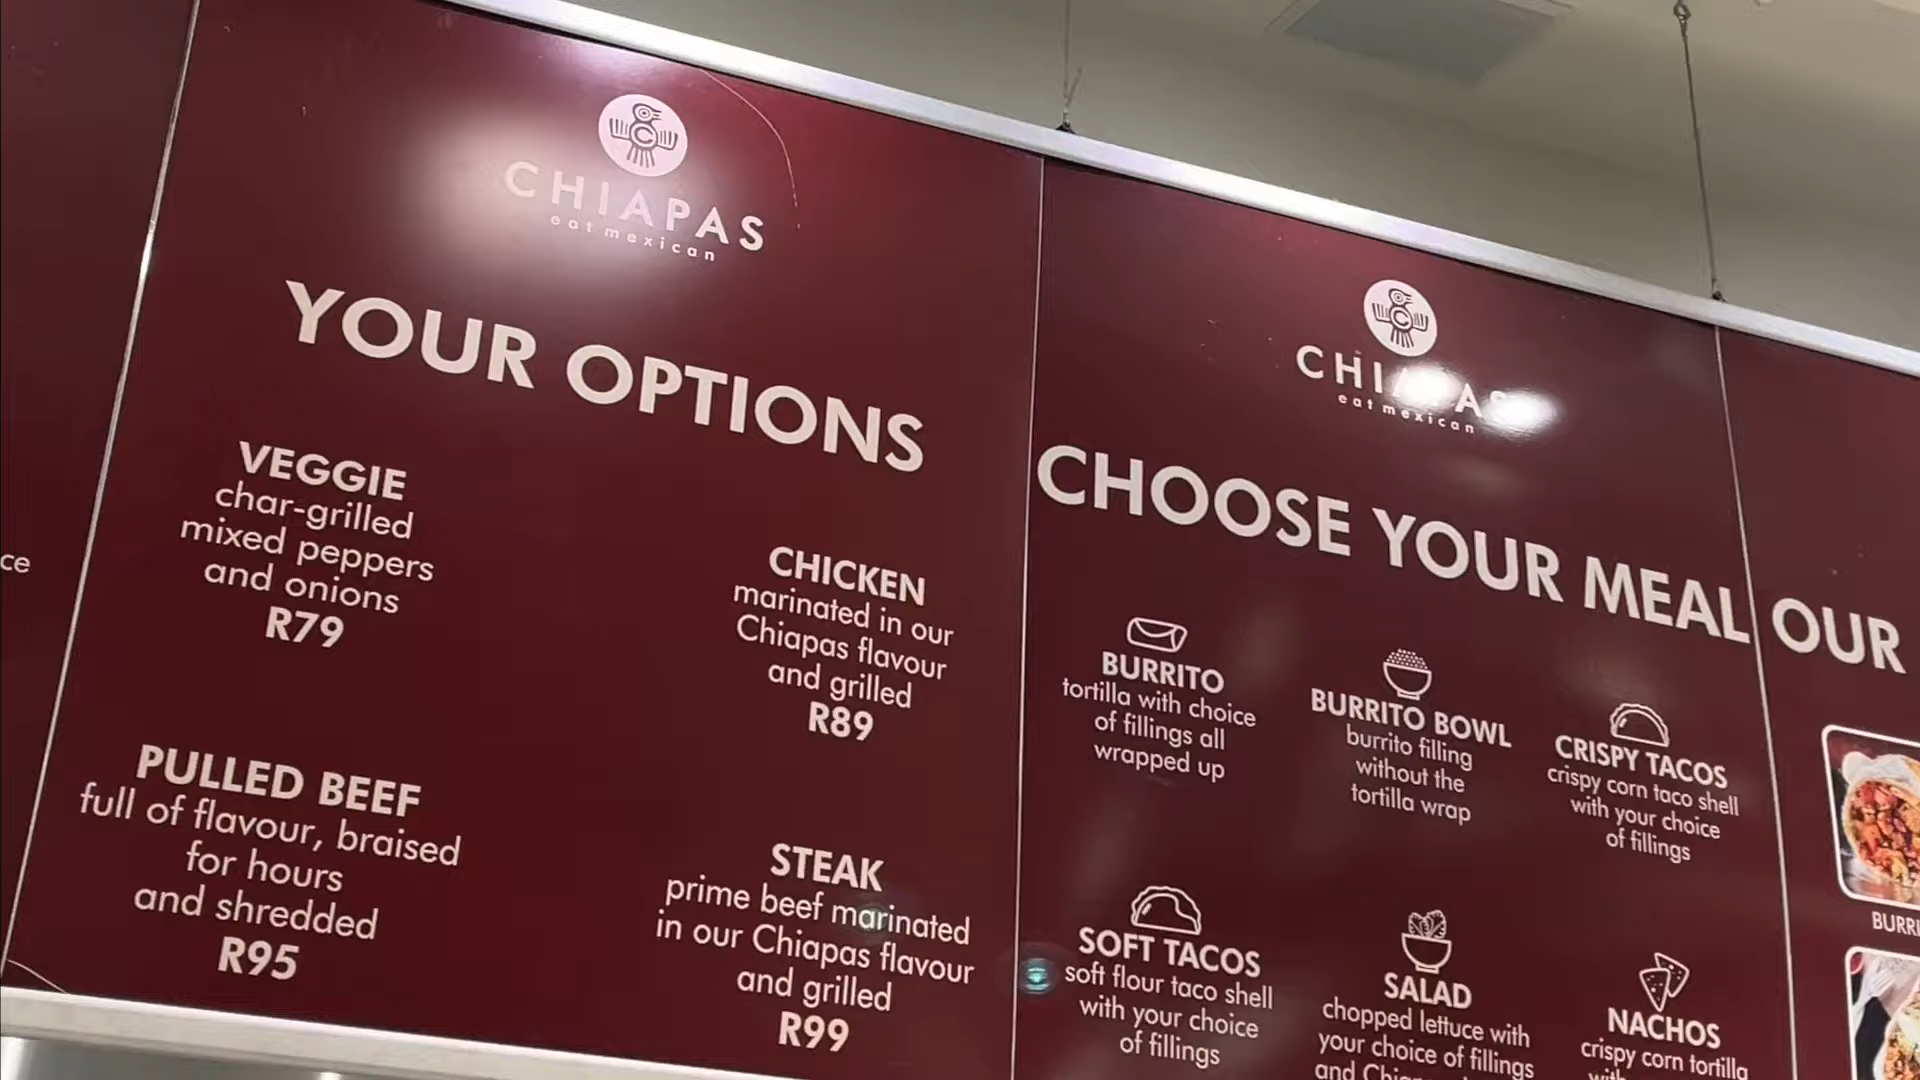 ce
CHIAPAS
eat mexican
YOUR OPTIONS
VEGGIE
char-grilled
mixed peppers
and onions
R79
CHICKEN
marinated in our
Chiapas flavour
and grilled
R89
PULLED BEEF
full of flavour, braised
for hours
and shredded
R95
STEAK
prime beef marinated
in our Chiapas flavour
and grilled
R99
CHIAPAS
eat mexican
CHOOSE YOUR MEAL
BURRITO
tortilla with choice
of fillings all
wrapped up
BURRITO BOWL
burrito filling
without the
tortilla wrap
CRISPY TACOS
crispy corn taco shell
with your choice
of fillings
SOFT TACOS
soft flour taco shell
with your choice
of fillings
SALAD
chopped lettuce with
your choice of fillings
and
NACHOS
crispy corn tortilla
OUR
BURRI